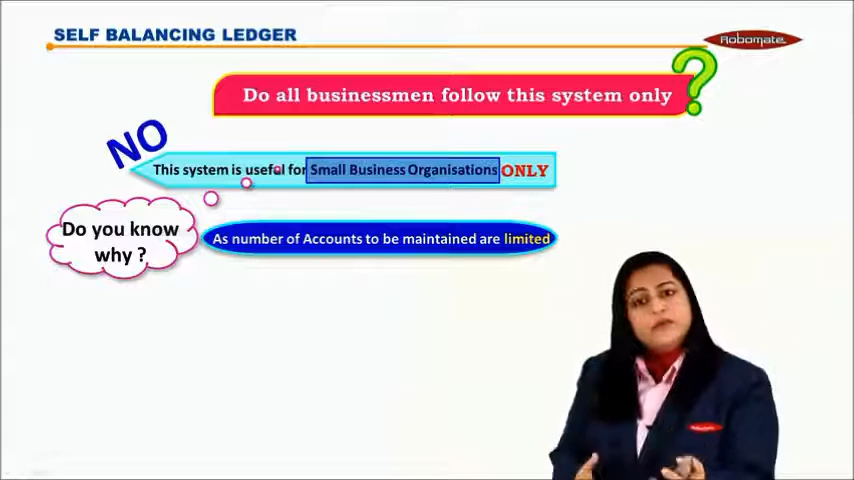 SELF BALANCING LEDGER
Robomate
Do all businessmen follow this system only
?
NO
This system is useful for Small Business Organisations ONLY
Do you know
why ?
As number of Accounts to be maintained are limited